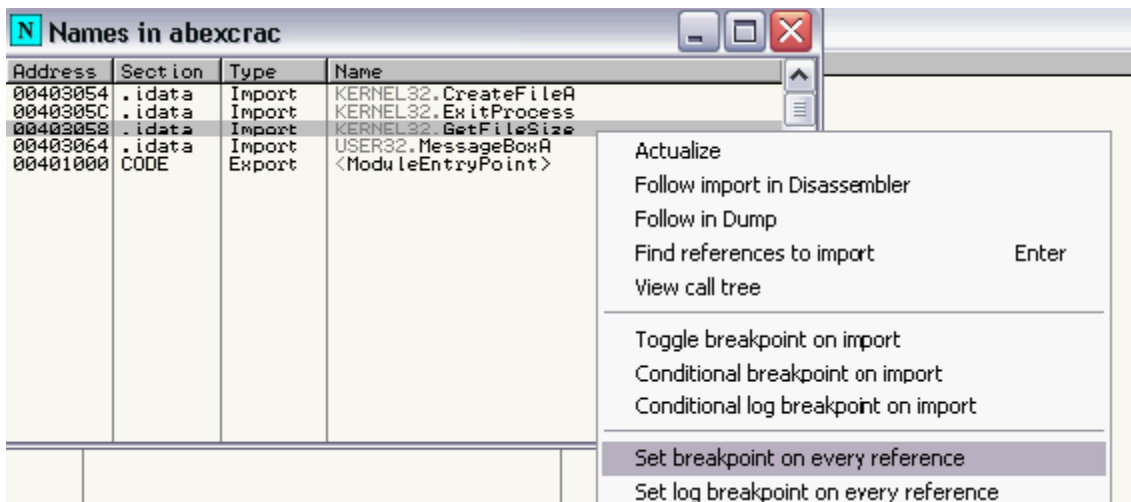 N Names in abexcrac
Address Section Type Name
00403054 .idata Import KERNEL32.CreateFileA
0040305C .idata Import KERNEL32.ExitProcess
00403058 .idata Import KERNEL32.GetFileSize
00403064 .idata Import USER32.MessageBoxA
00401000 CODE Export <ModuleEntryPoint>
Actualize
Follow import in Disassembler
Follow in Dump
Find references to import Enter
View call tree
Toggle breakpoint on import
Conditional breakpoint on import
Conditional log breakpoint on import
Set breakpoint on every reference
Set log breakpoint on every reference